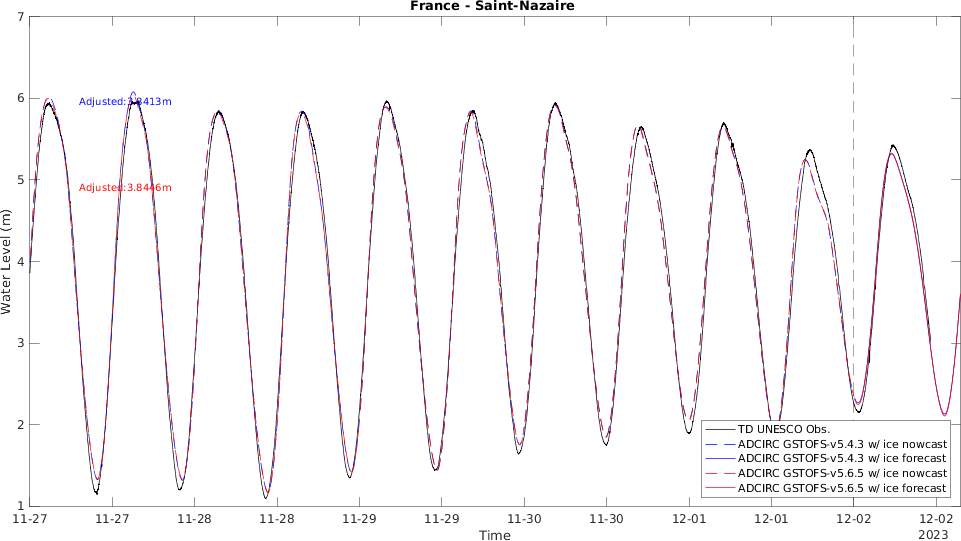 France - Saint-Nazaire
7
6
5
4
3
2
1
Water Level (m)
Adjusted:3.8413m
Adjusted:3.8446m
TD UNESCO Obs.
ADCIRC GSTOFS-v5.4.3 w/ ice nowcast
ADCIRC GSTOFS-v5.4.3 w/ ice forecast
ADCIRC GSTOFS-v5.6.5 w/ ice nowcast
ADCIRC GSTOFS-v5.6.5 w/ ice forecast
11-27 11-27 11-28 11-28 11-29 11-29 11-30 11-30 12-01 12-01 12-02 12-02
Time
2023